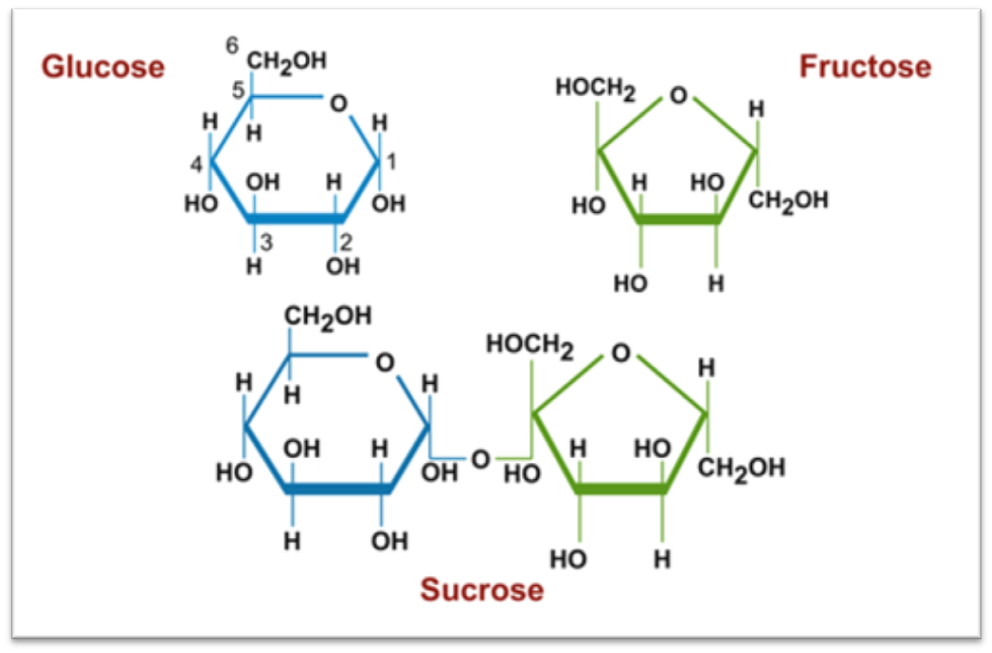 Glucose
Fructose
6
CH2OH
5
O
H
H
H
4
1
OH
H
HO
OH
3
2
H
OH
HOCH2
O
H
H
HO
HO
CH2OH
HO
H
CH2OH
O
H
H
H
OH
H
HO
OH
H
OH
O
HOCH2
O
H
H
HO
HO
CH2OH
HO
H
Sucrose